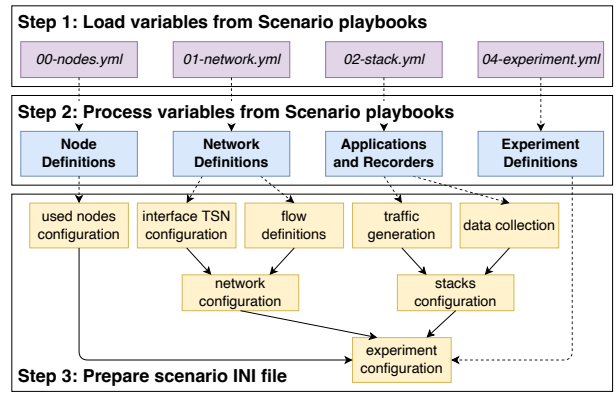 Step 1: Load variables from Scenario playbooks
00-nodes.yml
01-network.yml
02-stack.yml
04-experiment.yml
Step 2: Process variables from Scenario playbooks
Node
Definitions
Network
Definitions
Applications
and Recorders
Experiment
Definitions
used nodes
configuration
interface TSN
configuration
flow
definitions
traffic
generation
data collection
network
configuration
stacks
configuration
experiment
configuration
Step 3: Prepare scenario INI file